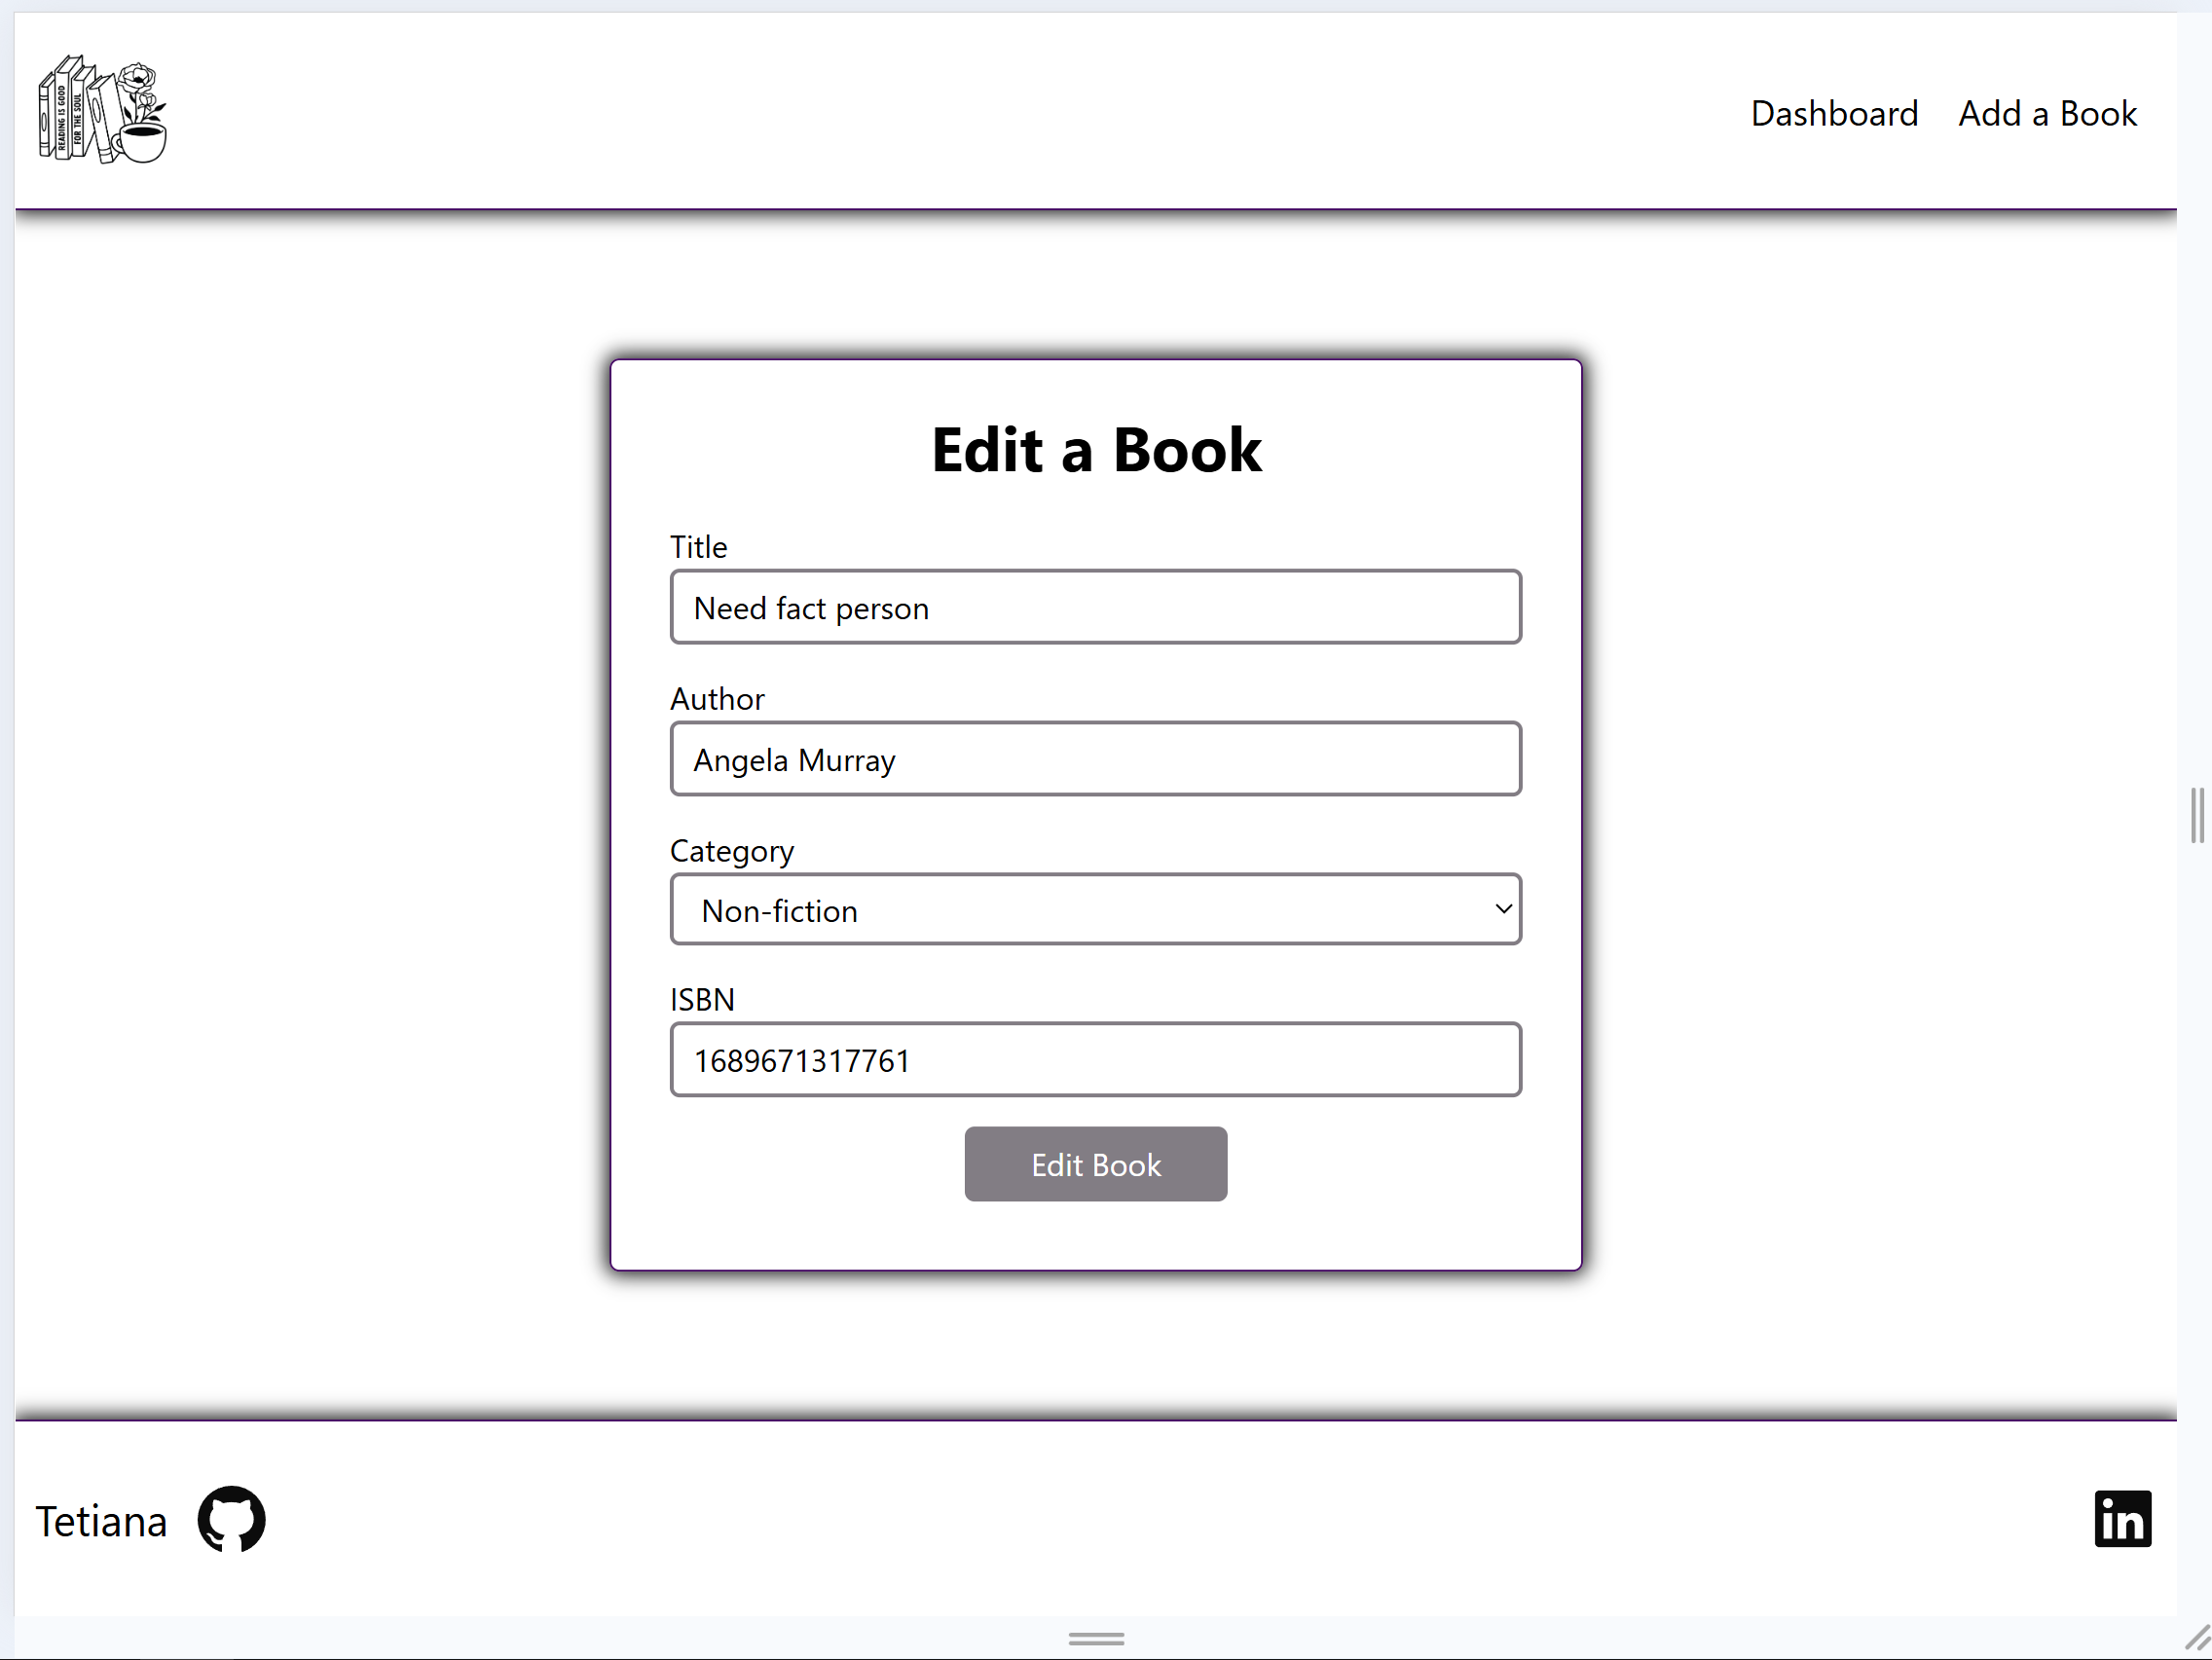 READING IS GOOD
FOR THE SOUL
Dashboard Add a Book
Edit a Book
Title
Need fact person
Author
Angela Murray
Category
Non-fiction
ISBN
1689671317761
Edit Book
Tetiana
in